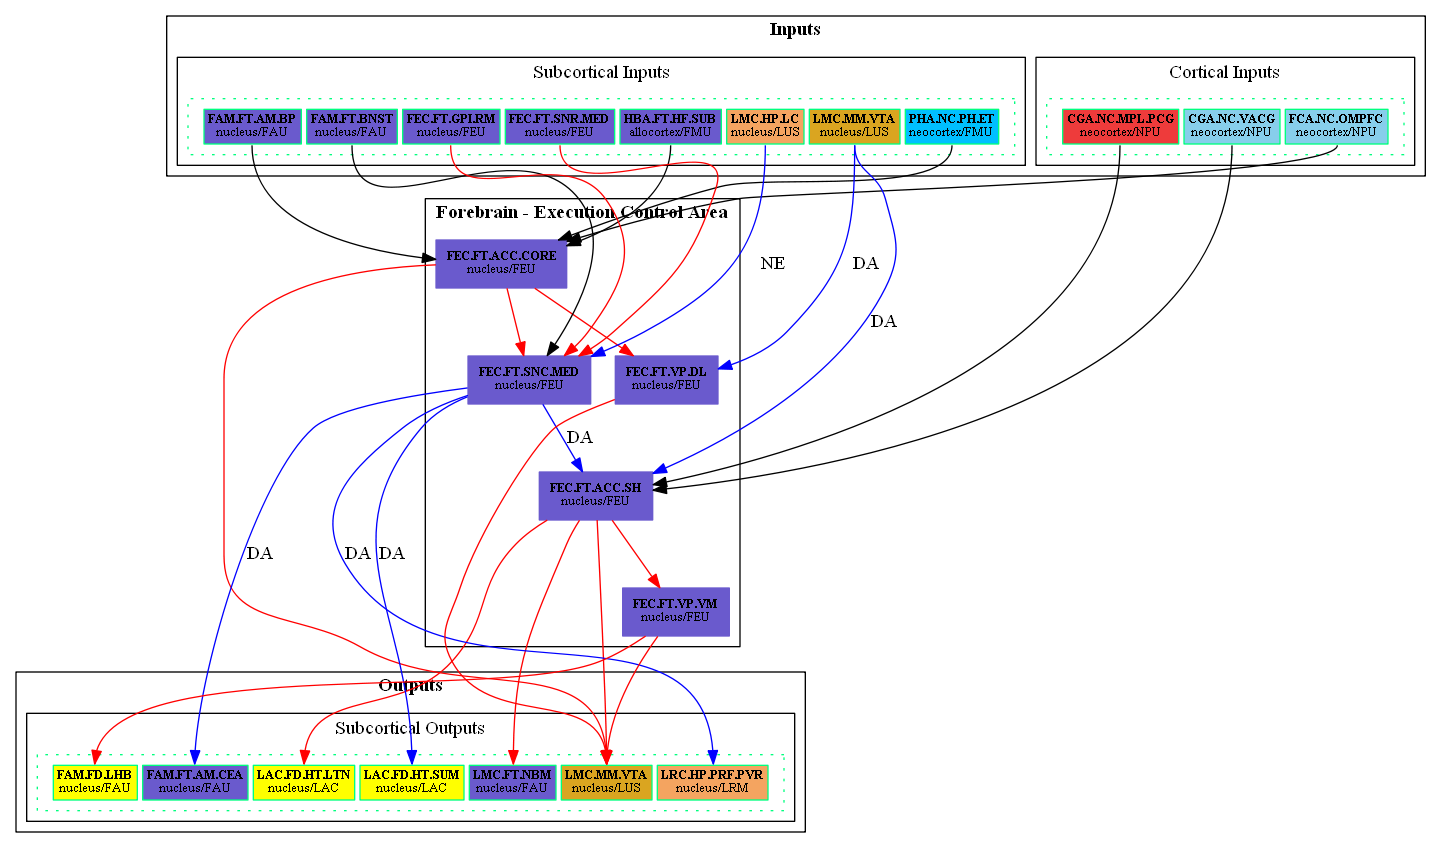 Inputs
Subcortical Inputs
Cortical Inputs
FAM.FT.AM.BP
nucleus/FAU
FAM.FT.BNST
nucleus/FAU
FEC.FT.GPI.RM
nucleus/FEU
FEC.FT.SNR.MED
nucleus/FEU
HBA.FT.HF.SUB
allocortex/FMU
LMC.HP.LC
nucleus/LUS
LMC.MM.VTA
nucleus/LUS
PHA.NC.PH.ET
neocortex/FMU
CGA.NC.MPL.PCG
neocortex/NPU
CGA.NC.VACG
neocortex/NPU
FCA.NC.OMPFC
neocortex/NPU
Forebrain - Execution Control Area
FEC.FT.ACC.CORE
nucleus/FEU
NE
DA
DA
FEC.FT.SNC.MED
nucleus/FEU
FEC.FT.VP.DL
nucleus/FEU
DA
FEC.FT.ACC.SH
nucleus/FEU
DA
DA
DA
FEC.FT.VP.VM
nucleus/FEU
Outputs
Subcortical Outputs
FAM.FD.LHB
nucleus/FAU
FAM.FT.AM.CEA
nucleus/FAU
LAC.FD.HT.LTN
nucleus/LAC
LAC.FD.HT.SUM
nucleus/LAC
LMC.FT.NBM
nucleus/FAU
LMC.MM.VTA
nucleus/LUS
LRC.HP.PRF.PVR
nucleus/LRM